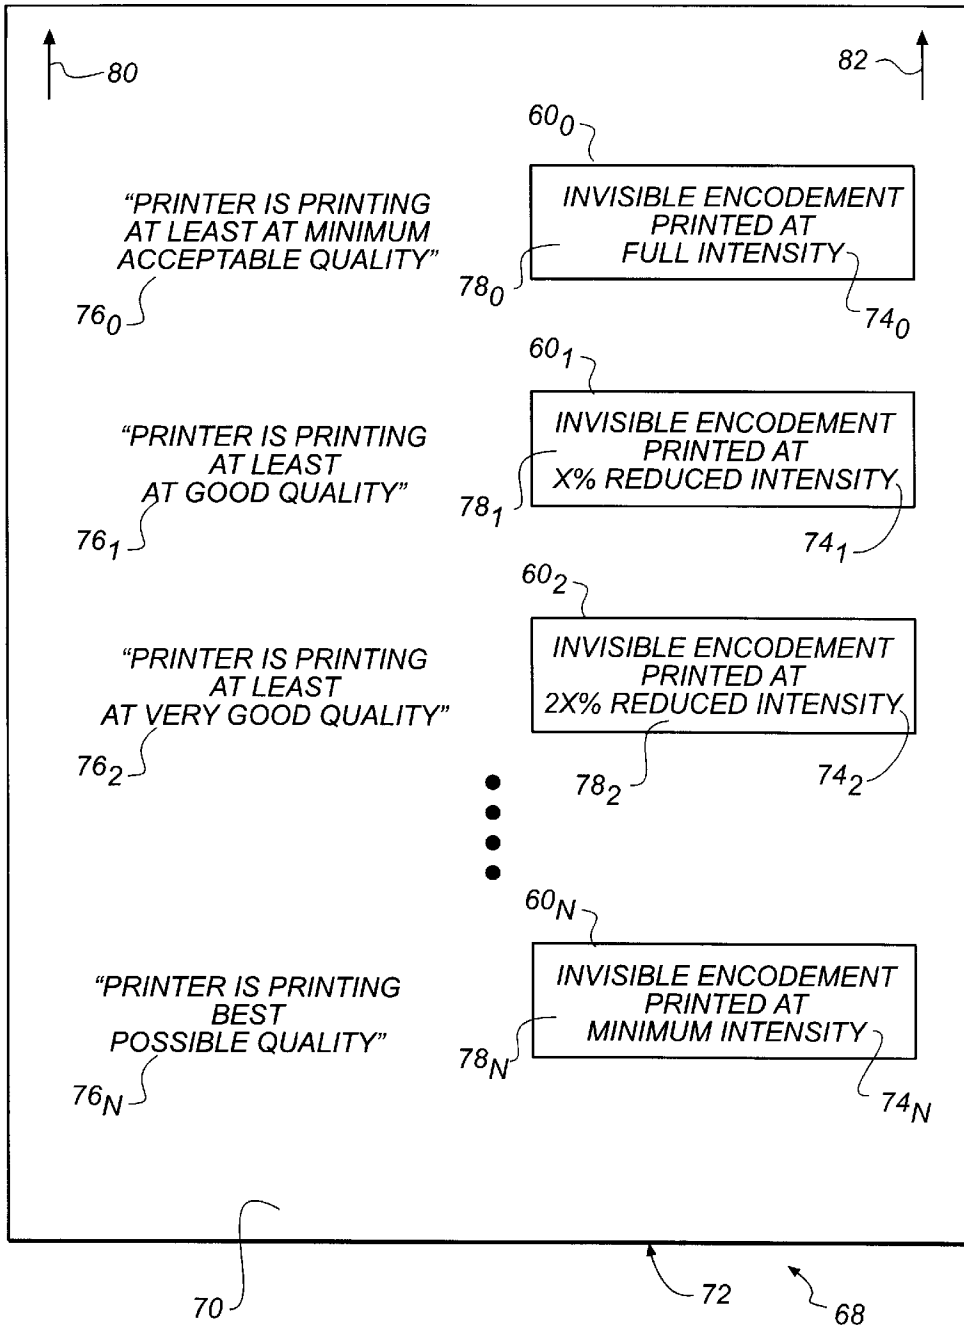 80
82
60₀
“PRINTER IS PRINTING
AT LEAST AT MINIMUM
ACCEPTABLE QUALITY”
INVISIBLE ENCODEMENT
PRINTED AT
FULL INTENSITY
76₀
78₀
74₀
60₁
“PRINTER IS PRINTING
AT LEAST
AT GOOD QUALITY”
INVISIBLE ENCODEMENT
PRINTED AT
X% REDUCED INTENSITY
76₁
78₁
74₁
60₂
“PRINTER IS PRINTING
AT LEAST
AT VERY GOOD QUALITY”
INVISIBLE ENCODEMENT
PRINTED AT
2X% REDUCED INTENSITY
76₂
78₂
74₂
60N
“PRINTER IS PRINTING
BEST
POSSIBLE QUALITY”
INVISIBLE ENCODEMENT
PRINTED AT
MINIMUM INTENSITY
76N
78N
74N
70
72
68